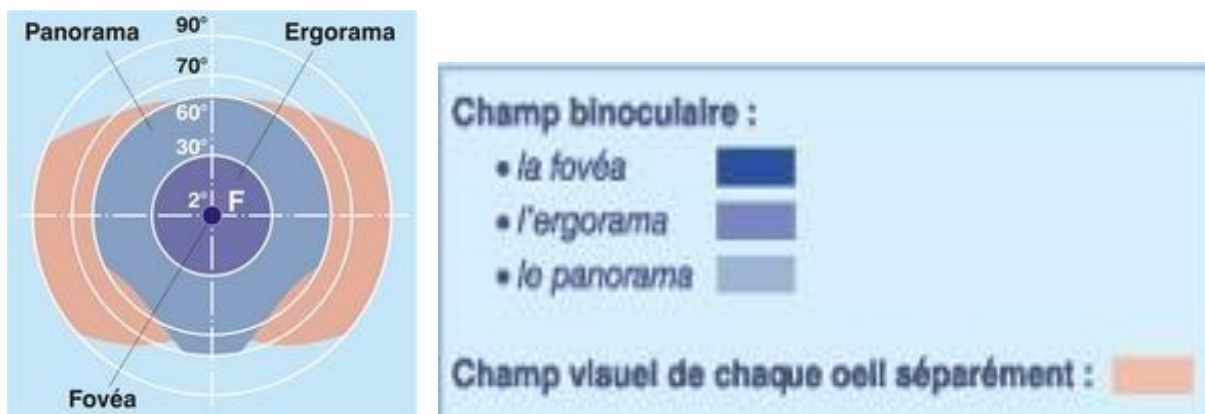 Panorama 90° Ergorama
70°
60°
30°
2° F
Fovéa
Champ binoculaire :
• la fovéa
• l'ergorama
• le panorama
Champ visuel de chaque oeil séparément :